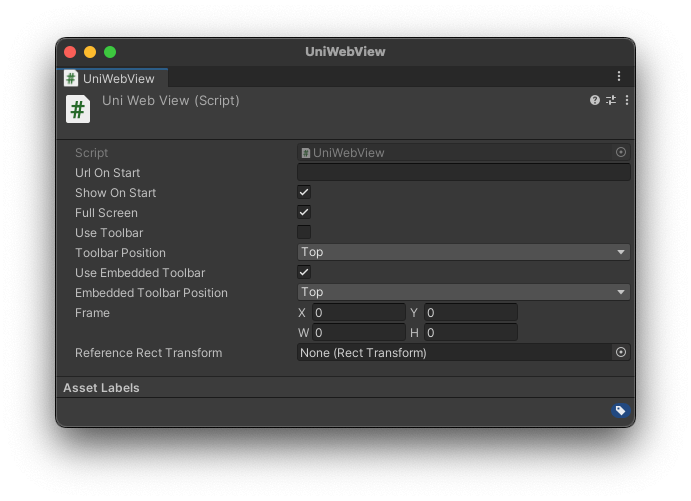 UniWebView
UniWebView
Uni Web View (Script)
Script UniWebView
Url On Start
Show On Start
Full Screen
Use Toolbar
Toolbar Position Top
Use Embedded Toolbar
Embedded Toolbar Position Top
Frame X 0 Y 0
W 0 H 0
Reference Rect Transform None (Rect Transform)
Asset Labels